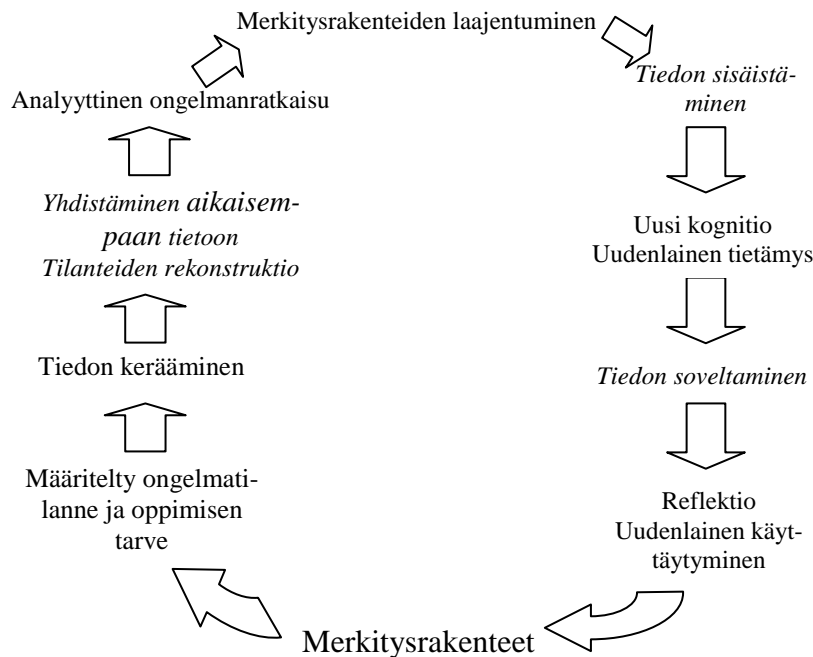 Merkitysrakenteiden laajentuminen
Tiedon sisäistä-
minen
Analyyttinen ongelmanratkaisu
Yhdistäminen aikaisem-
paan tietoon
Tilanteiden rekonstruktio
Uusi kognitio
Uudenlainen tietämys
Tiedon kerääminen
Tiedon soveltaminen
Määritelty ongelmati-
lanne ja oppimisen
tarve
Reflektio
Uudenlainen käyt-
täytyminen
Merkitysrakenteet